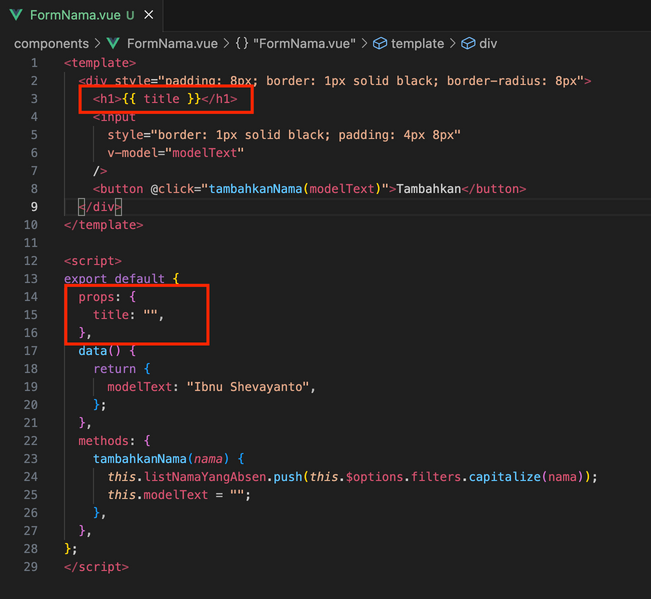 FormNama.vue U
components > FormNama.vue > {} "FormNama.vue" > template > div
1 <template>
2 <div style="padding: 8px; border: 1px solid black; border-radius: 8px">
3 <h1>{{ title }}</h1>
4 <input
5 style="border: 1px solid black; padding: 4px 8px"
6 v-model="modelText"
7 />
8 <button @click="tambahkanNama(modelText)">Tambahkan</button>
9 </div>
10 </template>
11
12 <script>
13 export default {
14 props: {
15 title: "",
16 },
17 data() {
18 return {
19 modelText: "Ibnu Shevayanto",
20 };
21 },
22 methods: {
23 tambahkanNama(nama) {
24 this.listNamaYangAbsen.push(this.$options.filters.capitalize(nama));
25 this.modelText = "";
26 },
27 },
28 };
29 </script>